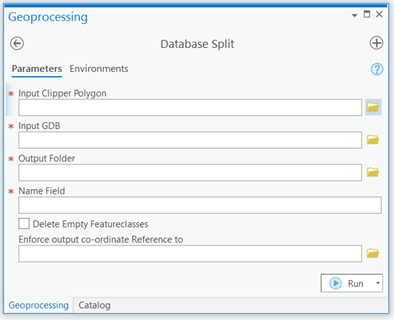 Geoprocessing
Database Split
Parameters Environments
* Input Clipper Polygon
* Input GDB
* Output Folder
* Name Field
Delete Empty Featureclasses
Enforce output co-ordinate Reference to
Run
Geoprocessing Catalog